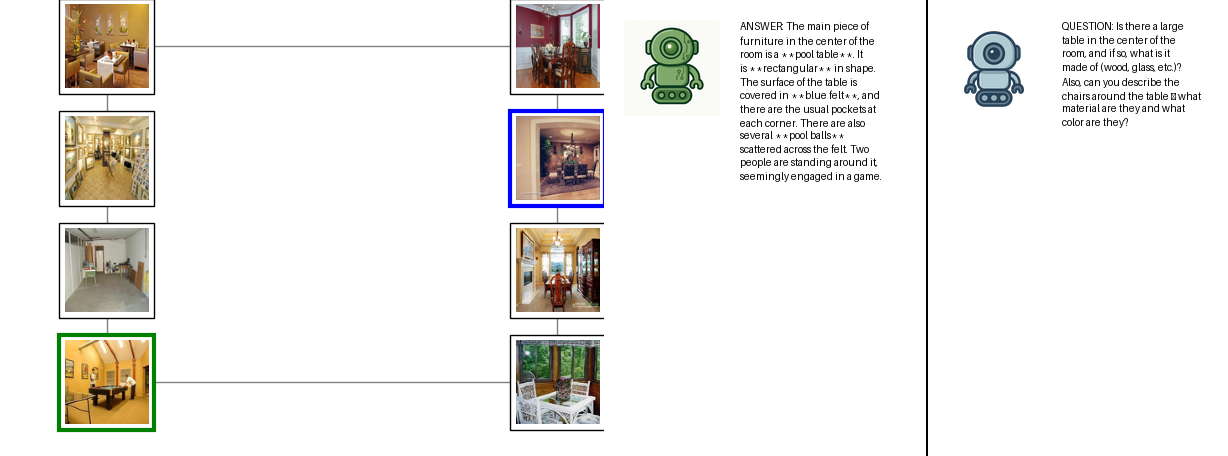 ANSWER: The main piece of
furniture in the center of the
room is a **pool table**. It
is **rectangular** in shape.
The surface of the table is
covered in **blue felt**, and
there are the usual pockets at
each corner. There are also
several **pool balls**
scattered across the felt. Two
people are standing around it,
seemingly engaged in a game.
QUESTION: Is there a large
table in the center of the
room, and if so, what is it
made of (wood, glass, etc.)?
Also, can you describe the
chairs around the table what
material are they and what
color are they?